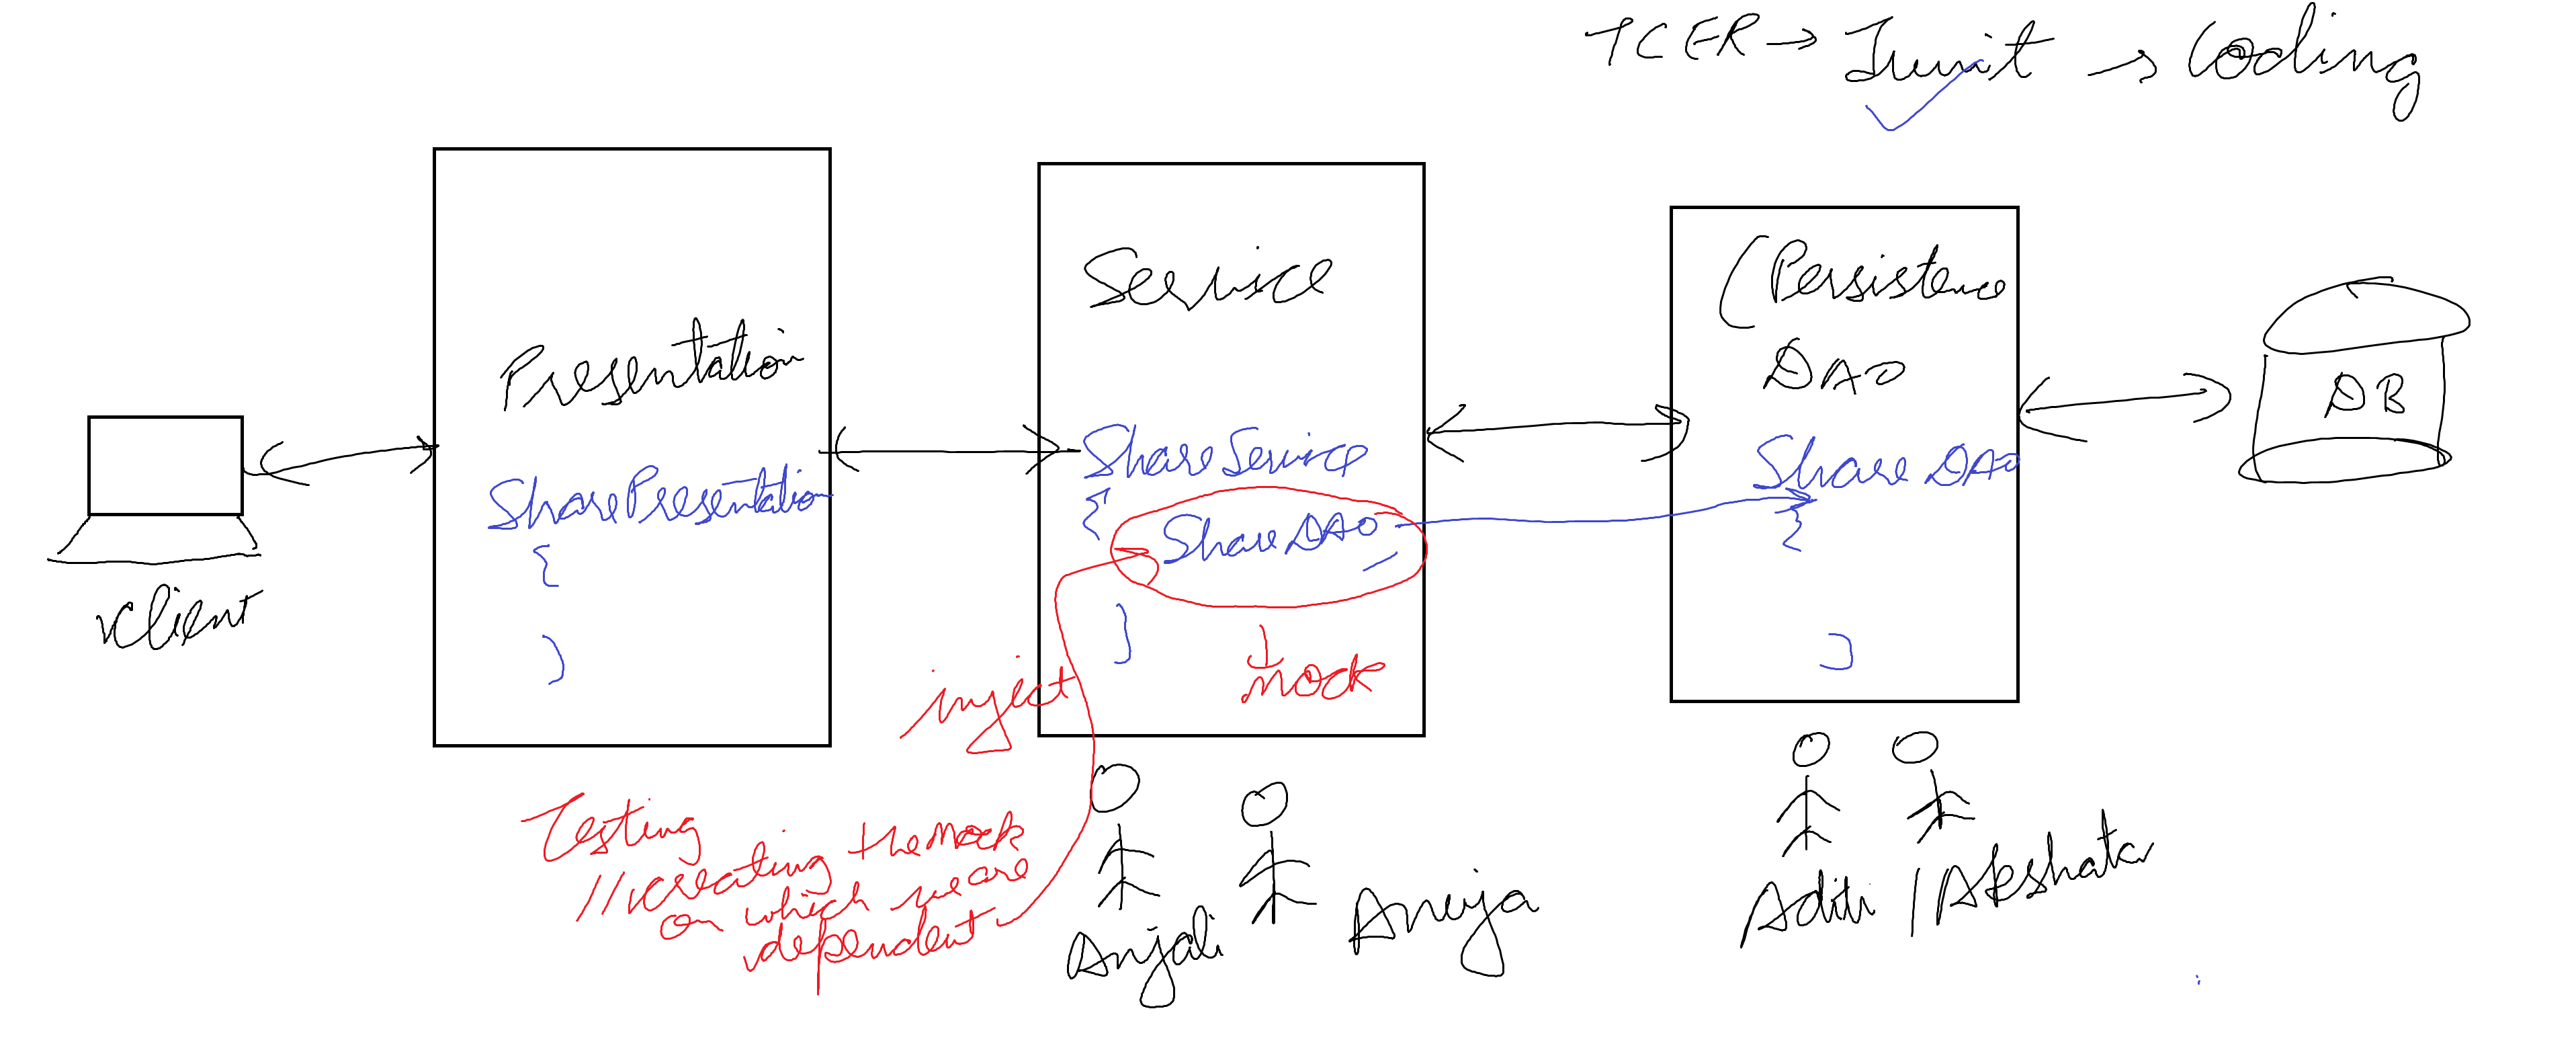 TCER → Junit → Coding
Client
Presentation
SharePresentation
{
}
Service
ShareService
{
ShareDAO
}
mock
inject
Testing
//creating the Mock
on which we are
dependent
(Persistence
DAO
ShareDAO
{
}
DB
Anjali
Anuja
Aditi / Akshata